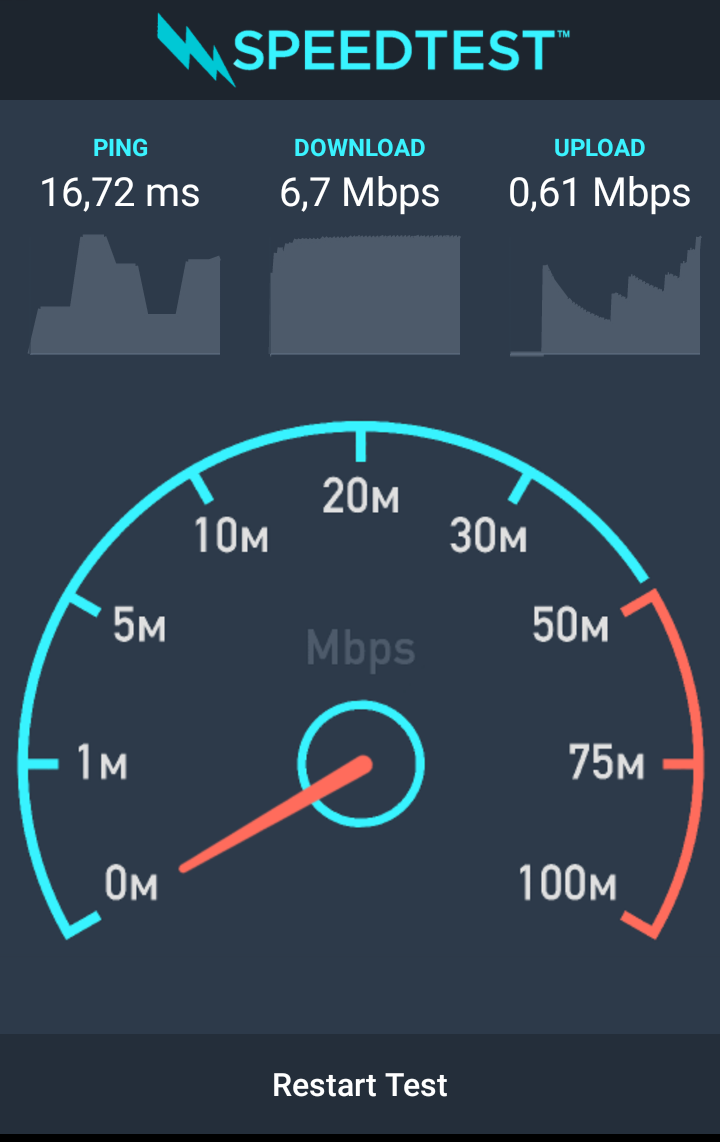 SPEEDTEST™
PING DOWNLOAD UPLOAD
16,72 ms 6,7 Mbps 0,61 Mbps
20M
10M 30M
5M 50M
Mbps
1M 75M
0M 100M
Restart Test